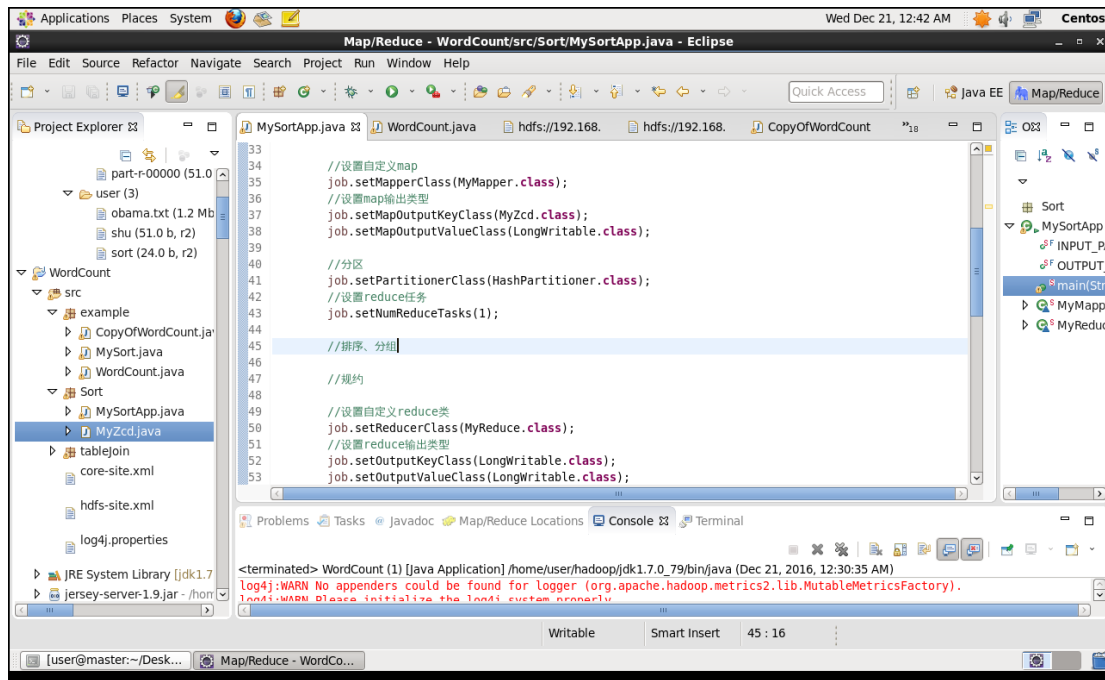 Applications Places System Wed Dec 21, 12:42 AM Centos
Map/Reduce - WordCount/src/Sort/MySortApp.java - Eclipse
File Edit Source Refactor Navigate Search Project Run Window Help
Quick Access Java EE Map/Reduce
Project Explorer
part-r-00000 (51.0
user (3)
obama.txt (1.2 Mb
shu (51.0 b, r2)
sort (24.0 b, r2)
WordCount
src
example
CopyOfWordCount.jav
MySort.java
WordCount.java
Sort
MySortApp.java
MyZcd.java
tableJoin
core-site.xml
hdfs-site.xml
log4j.properties
JRE System Library [jdk1.7
jersey-server-1.9.jar - /hom
MySortApp.java WordCount.java hdfs://192.168. hdfs://192.168. CopyOfWordCount »18
33
34 //设置自定义map
35 job.setMapperClass(MyMapper.class);
36 //设置map输出类型
37 job.setMapOutputKeyClass(MyZcd.class);
38 job.setMapOutputValueClass(LongWritable.class);
39
40 //分区
41 job.setPartitionerClass(HashPartitioner.class);
42 //设置reduce任务
43 job.setNumReduceTasks(1);
44
45 //排序、分组
46
47 //规约
48
49 //设置自定义reduce类
50 job.setReducerClass(MyReduce.class);
51 //设置reduce输出类型
52 job.setOutputKeyClass(LongWritable.class);
53 job.setOutputValueClass(LongWritable.class);
Sort
MySortApp
INPUT_P
OUTPUT_
main(Str
MyMapp
MyReduc
Problems Tasks Javadoc Map/Reduce Locations Console Terminal
<terminated> WordCount (1) [Java Application] /home/user/hadoop/jdk1.7.0_79/bin/java (Dec 21, 2016, 12:30:35 AM)
log4j:WARN No appenders could be found for logger (org.apache.hadoop.metrics2.lib.MutableMetricsFactory).
log4j:WARN Please initialize the log4j system properly
Writable Smart Insert 45 : 16
[user@master:~/Desk... Map/Reduce - WordCo...